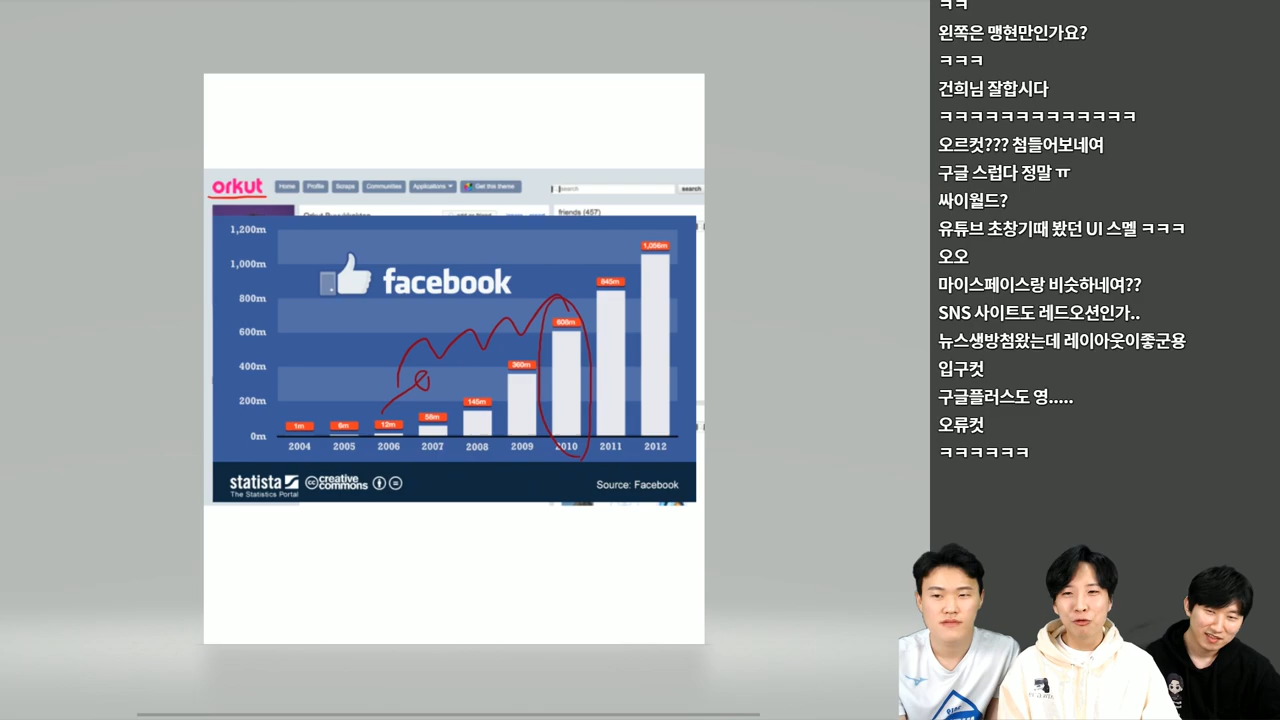 orkut
Home Profile Scraps Communities Applications Get this theme
search search
friends (457)
1,200m
1,000m
800m
600m
400m
200m
0m
facebook
1m
6m
12m
58m
145m
360m
608m
845m
1,056m
2004 2005 2006 2007 2008 2009 2010 2011 2012
statista
The Statistics Portal
cc creative commons
Source: Facebook
ㅋㅋ
왼쪽은 맹현만인가요?
ㅋㅋㅋ
건희님 잘합시다
ㅋㅋㅋㅋㅋㅋㅋㅋㅋㅋㅋㅋㅋ
오르컷??? 첨들어보네여
구글 스럽다 정말 ㅠ
싸이월드?
유튜브 초창기때 봤던 UI 스멜 ㅋㅋㅋ
오오
마이스페이스랑 비슷하네여??
SNS 사이트도 레드오션인가..
뉴스생방첨왔는데 레이아웃이좋군용
입구컷
구글플러스도 영.....
오류컷
ㅋㅋㅋㅋㅋㅋ